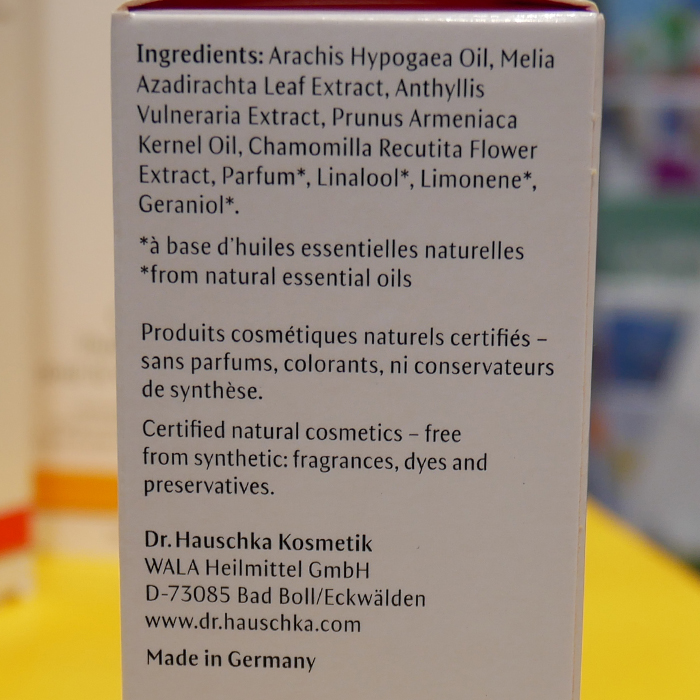 Ingredients: Arachis Hypogaea Oil, Melia
Azadirachta Leaf Extract, Anthyllis
Vulneraria Extract, Prunus Armeniaca
Kernel Oil, Chamomilla Recutita Flower
Extract, Parfum*, Linalool*, Limonene*,
Geraniol*.
*à base d'huiles essentielles naturelles
*from natural essential oils
Produits cosmétiques naturels certifiés –
sans parfums, colorants, ni conservateurs
de synthèse.
Certified natural cosmetics – free
from synthetic: fragrances, dyes and
preservatives.
Dr. Hauschka Kosmetik
WALA Heilmittel GmbH
D-73085 Bad Boll/Eckwälden
www.dr.hauschka.com
Made in Germany